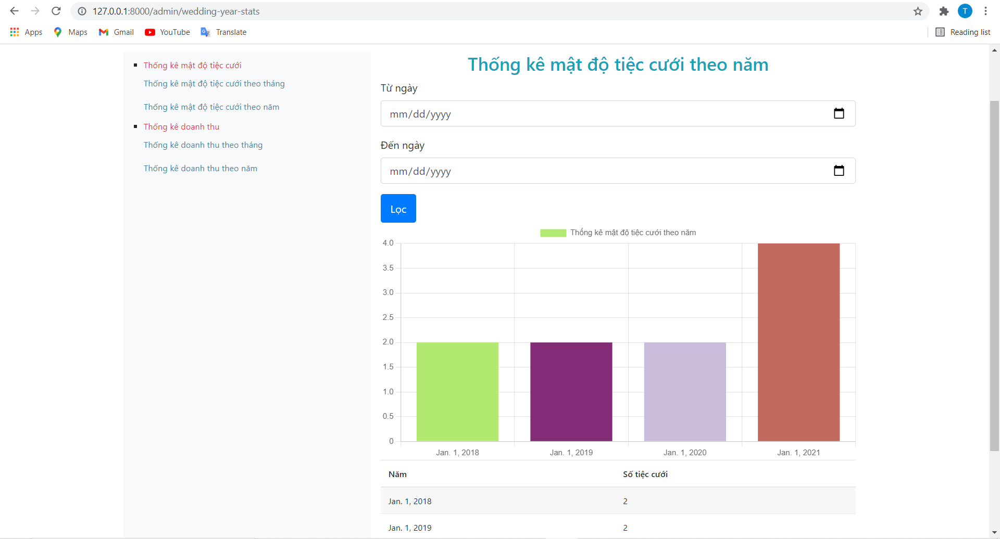 127.0.0.1:8000/admin/wedding-year-stats
T
Apps
Maps
Gmail
YouTube
Translate
Reading list
Thống kê mật độ tiệc cưới
Thống kê mật độ tiệc cưới theo tháng
Thống kê mật độ tiệc cưới theo năm
Thống kê doanh thu
Thống kê doanh thu theo tháng
Thống kê doanh thu theo năm
Thống kê mật độ tiệc cưới theo năm
Từ ngày
mm/dd/yyyy
Đến ngày
mm/dd/yyyy
Lọc
Thống kê mật độ tiệc cưới theo năm
4.0
3.5
3.0
2.5
2.0
1.5
1.0
0.5
0
Jan. 1, 2018 Jan. 1, 2019 Jan. 1, 2020 Jan. 1, 2021
Năm Số tiệc cưới
Jan. 1, 2018 2
Jan. 1, 2019 2